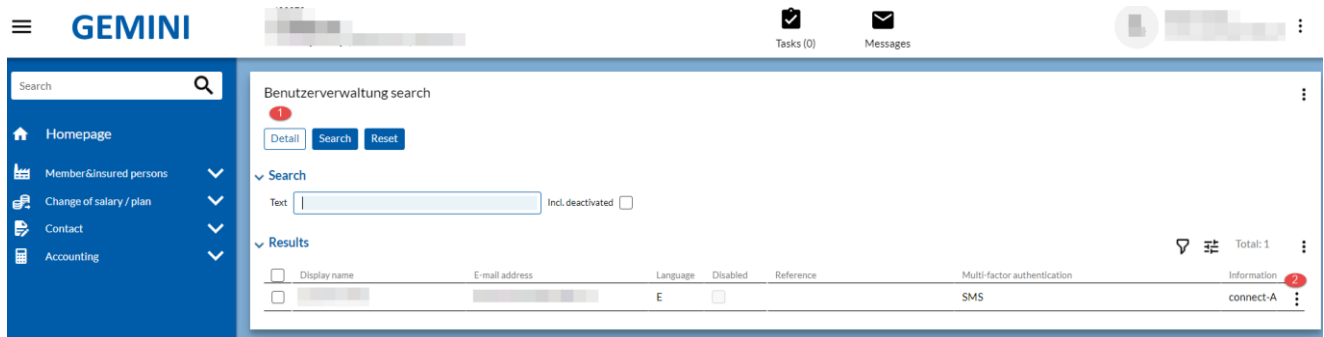 GEMINI
Tasks (0)
Messages
Search
Homepage
Member&insured persons
Change of salary / plan
Contact
Accounting
Benutzerverwaltung search
1
Detail Search Reset
Search
Text Incl. deactivated
Results
Total: 1
Display name E-mail address Language Disabled Reference Multi-factor authentication Information
2
E SMS connect-A